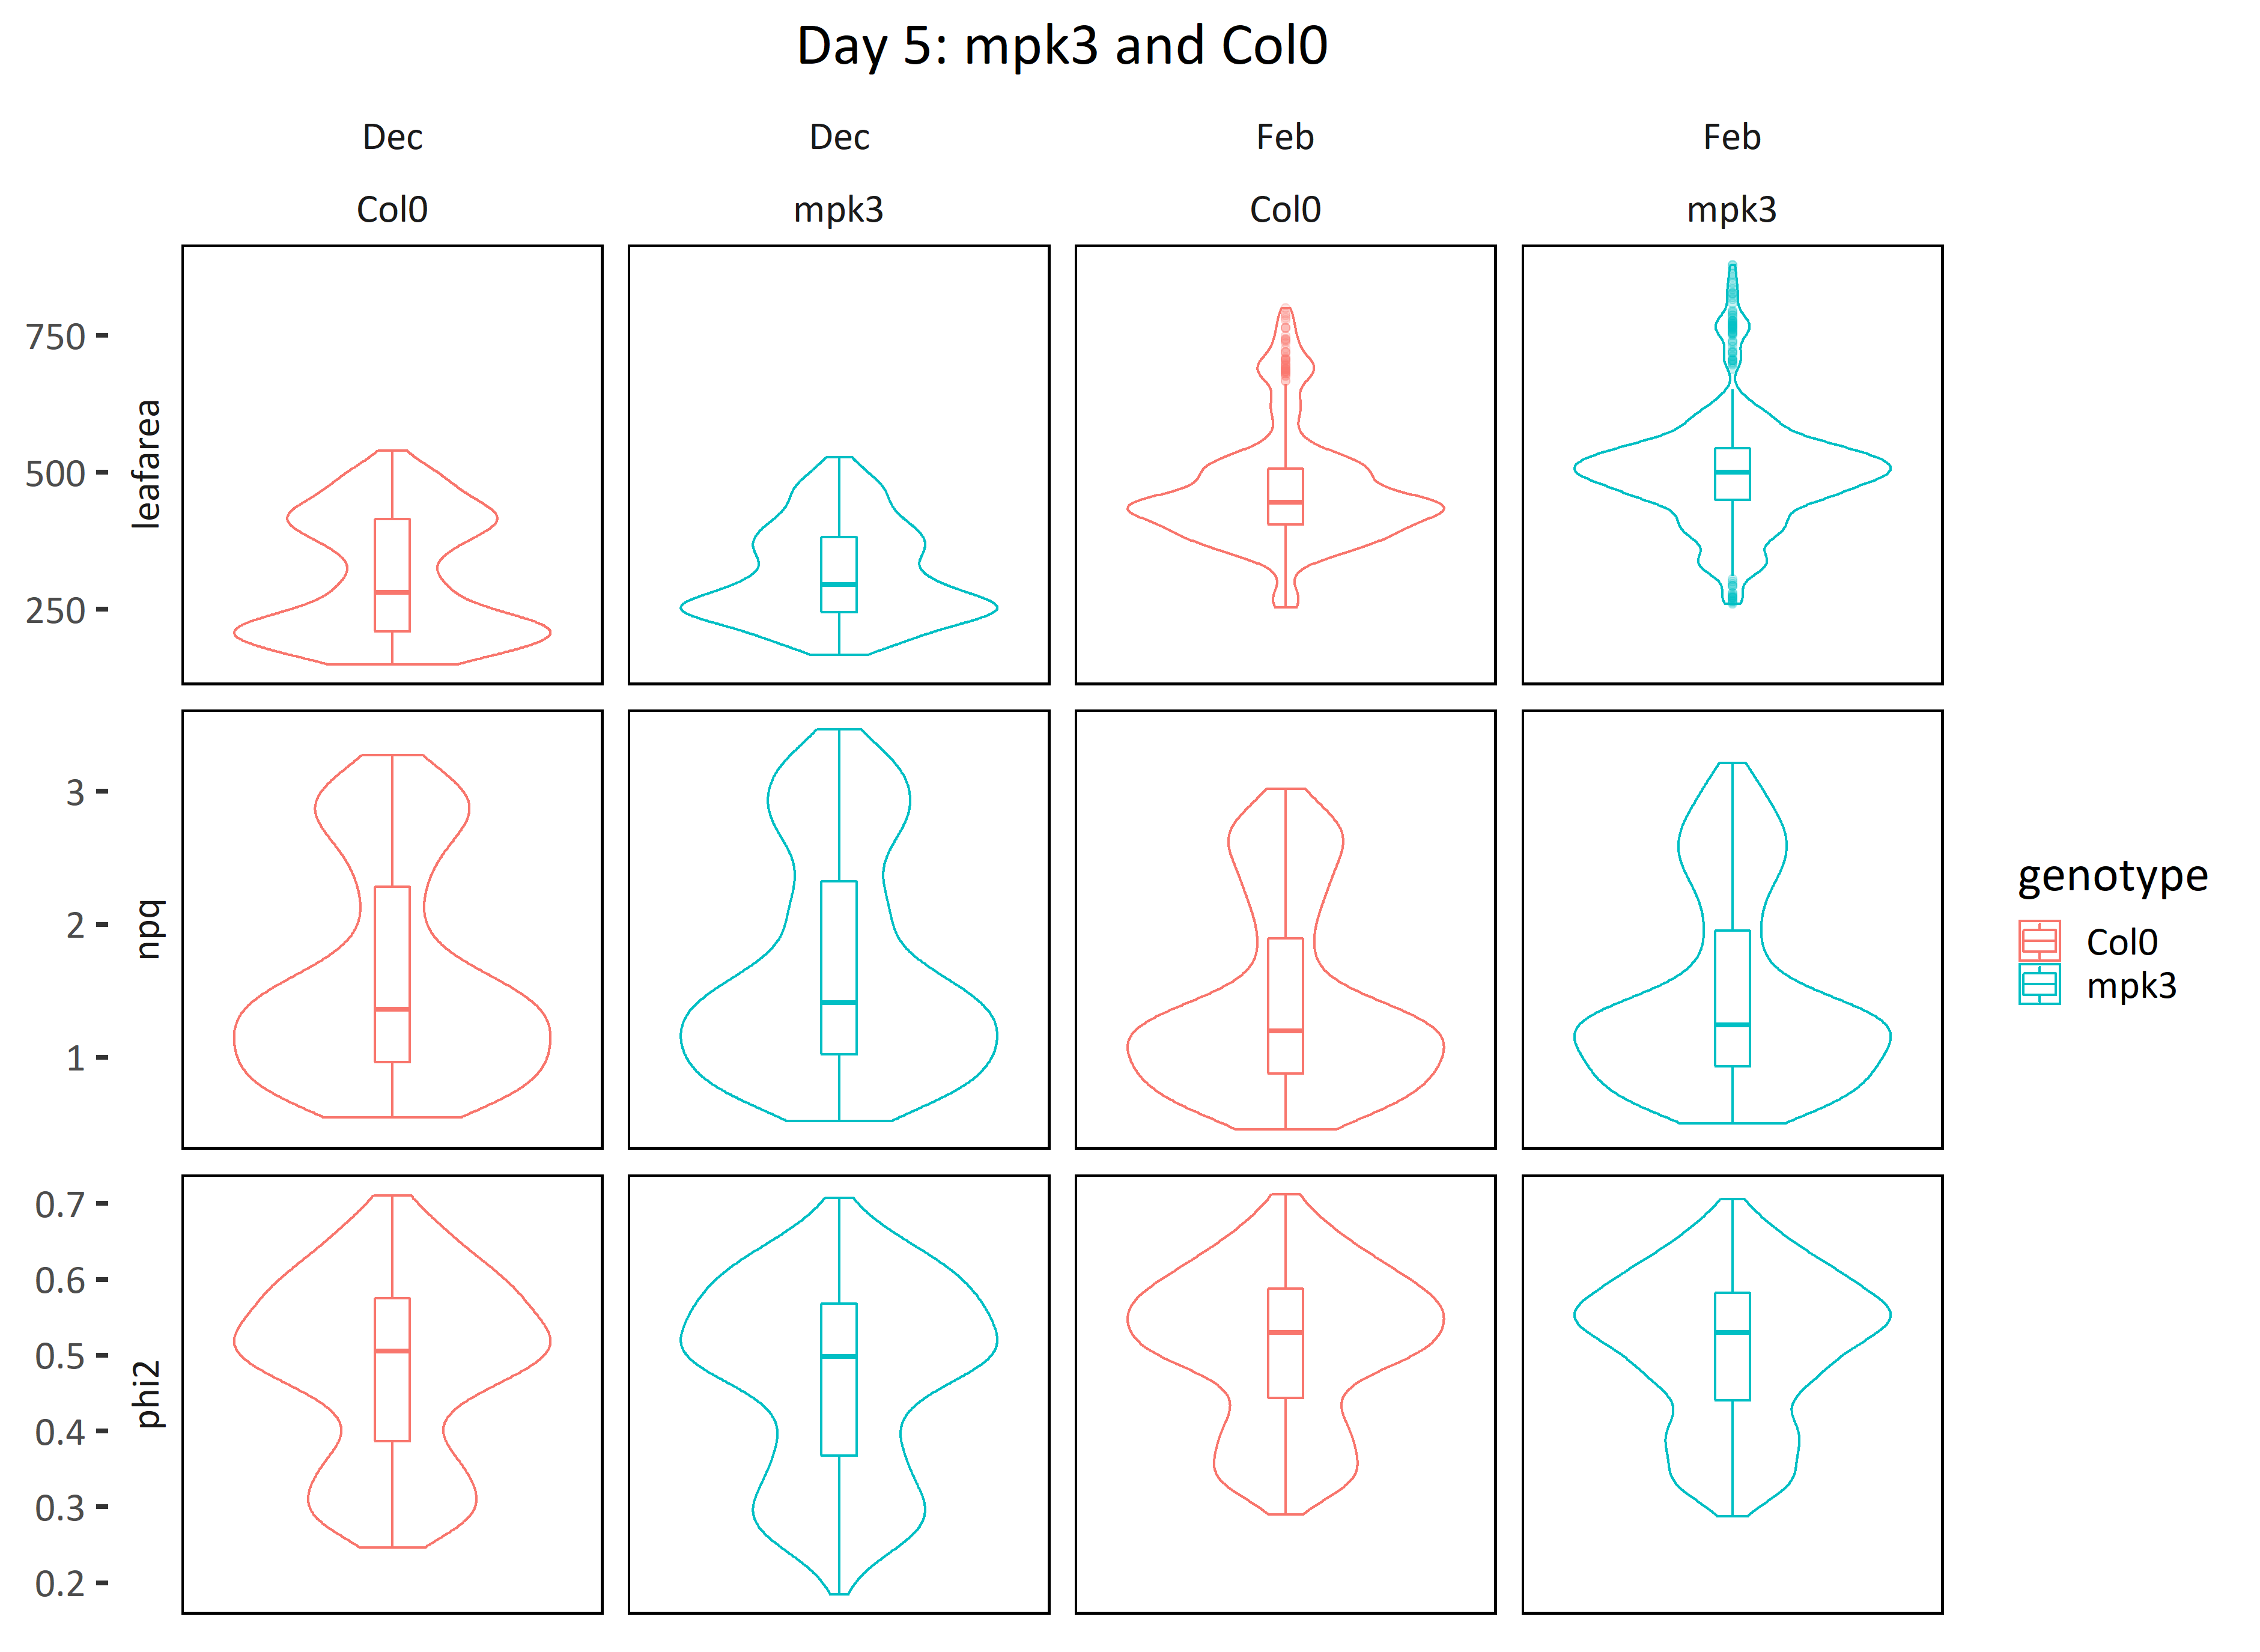 Day 5: mpk3 and Col0
Dec Dec Feb Feb
Col0 mpk3 Col0 mpk3
750
500
250
leafarea
3
2
1
npq
0.7
0.6
0.5
0.4
0.3
0.2
phi2
genotype
Col0
mpk3